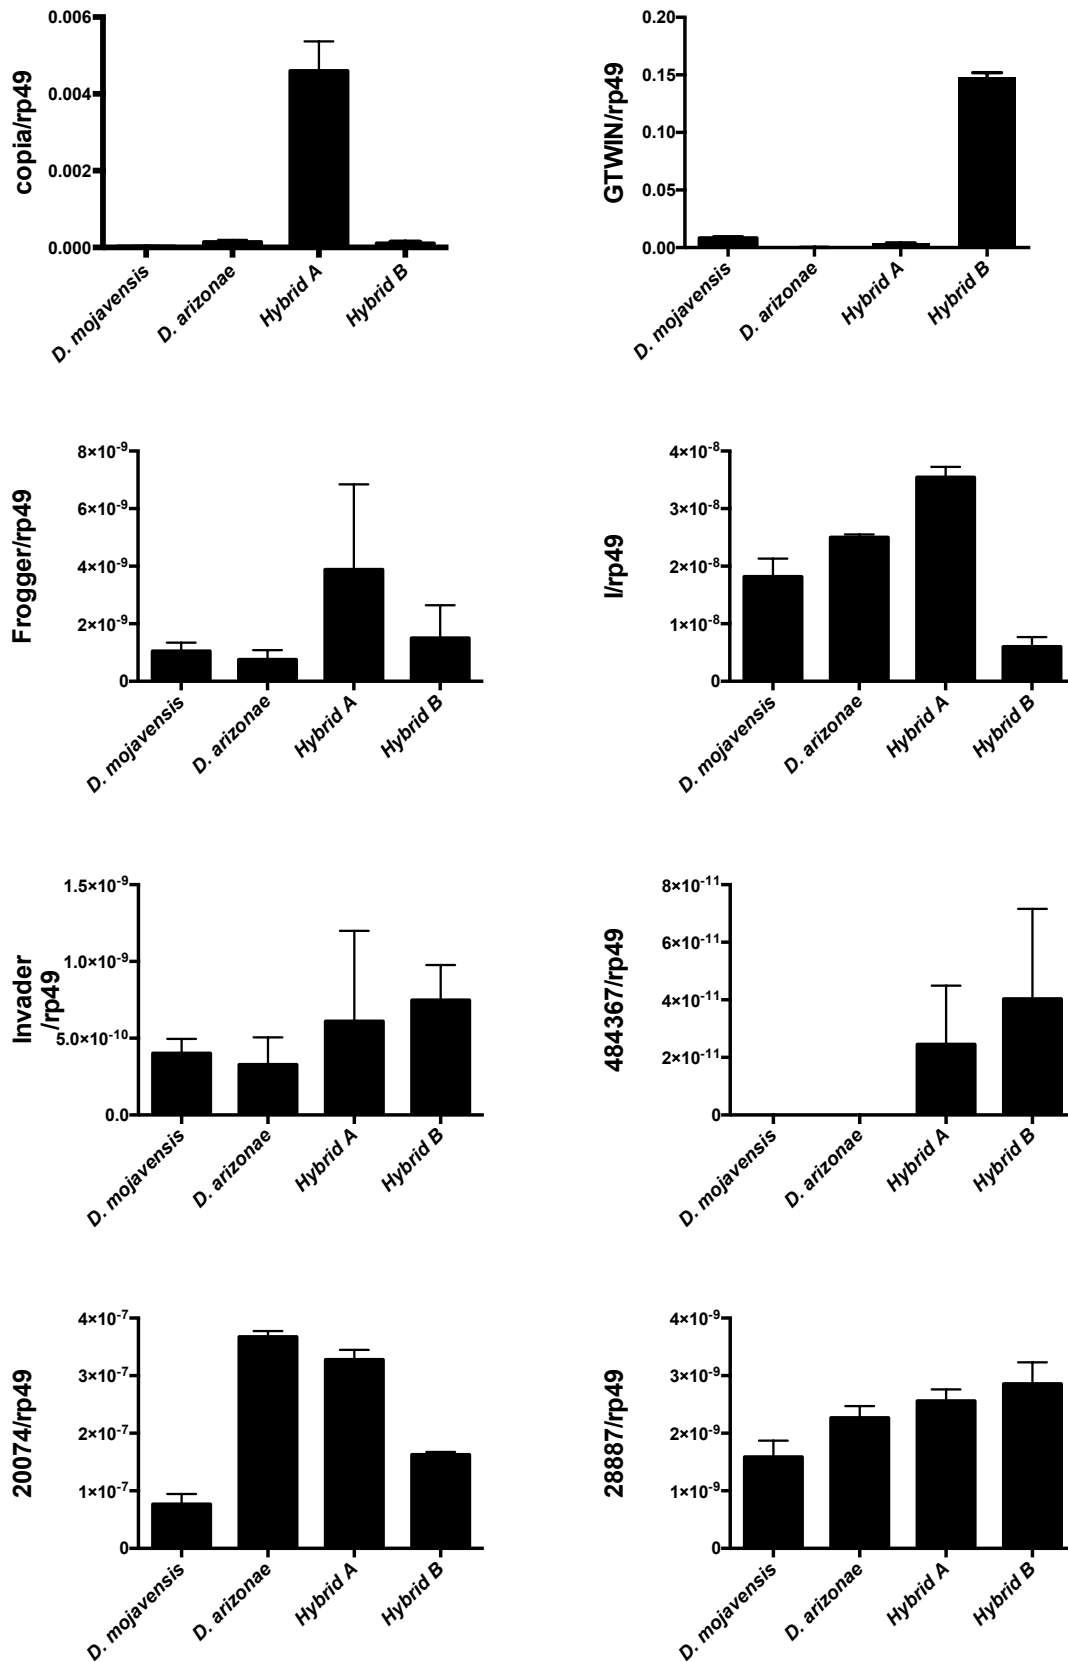 copia/rp49
0.006
0.004
0.002
0.000
D. mojavensis
D. arizonae
Hybrid A
Hybrid B
GTWIN/rp49
0.20
0.15
0.10
0.05
0.00
D. mojavensis
D. arizonae
Hybrid A
Hybrid B
Frogger/rp49
8×10⁻⁹
6×10⁻⁹
4×10⁻⁹
2×10⁻⁹
0
D. mojavensis
D. arizonae
Hybrid A
Hybrid B
I/rp49
4×10⁻⁸
3×10⁻⁸
2×10⁻⁸
1×10⁻⁸
0
D. mojavensis
D. arizonae
Hybrid A
Hybrid B
Invader
/rp49
1.5×10⁻⁹
1.0×10⁻⁹
5.0×10⁻¹⁰
0.0
D. mojavensis
D. arizonae
Hybrid A
Hybrid B
484367/rp49
8×10⁻¹¹
6×10⁻¹¹
4×10⁻¹¹
2×10⁻¹¹
0
D. mojavensis
D. arizonae
Hybrid A
Hybrid B
20074/rp49
4×10⁻⁷
3×10⁻⁷
2×10⁻⁷
1×10⁻⁷
0
D. mojavensis
D. arizonae
Hybrid A
Hybrid B
28887/rp49
4×10⁻⁹
3×10⁻⁹
2×10⁻⁹
1×10⁻⁹
0
D. mojavensis
D. arizonae
Hybrid A
Hybrid B